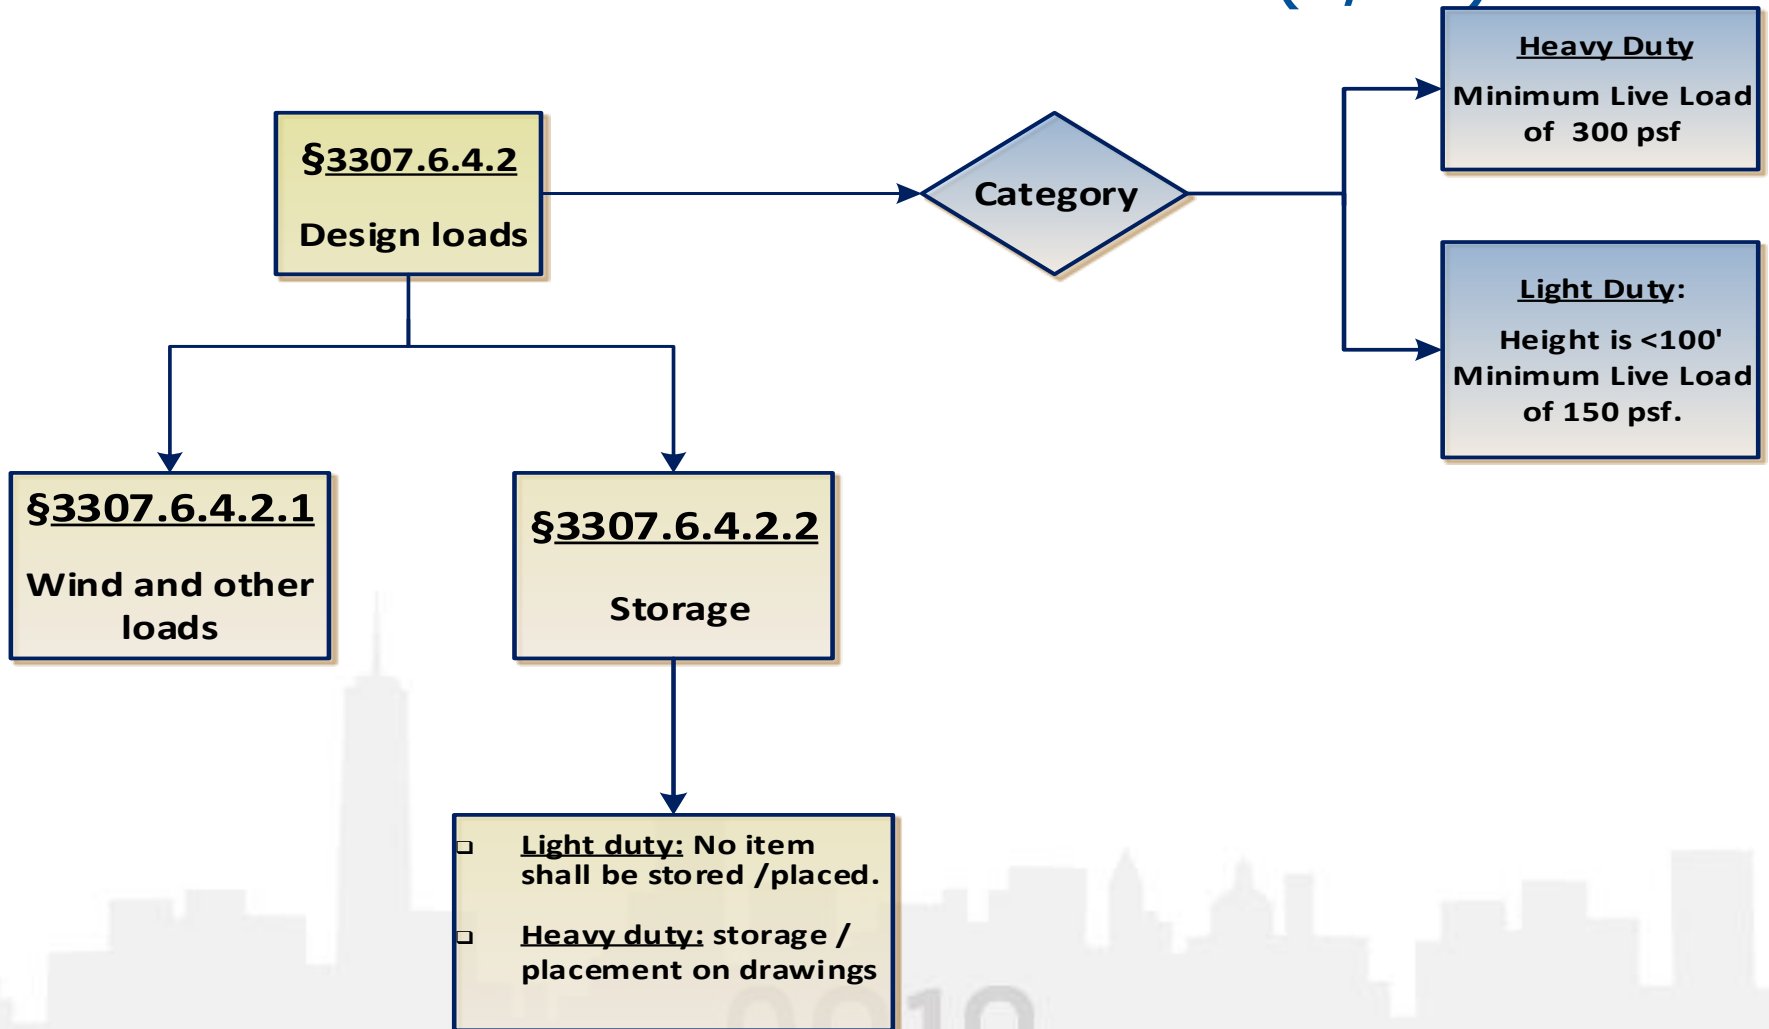 §3307.6.4.2
Design loads
Category
Heavy Duty
Minimum Live Load
of 300 psf
Light Duty:
Height is <100'
Minimum Live Load
of 150 psf.
§3307.6.4.2.1
Wind and other
loads
§3307.6.4.2.2
Storage
❑ Light duty: No item
shall be stored /placed.
❑ Heavy duty: storage /
placement on drawings